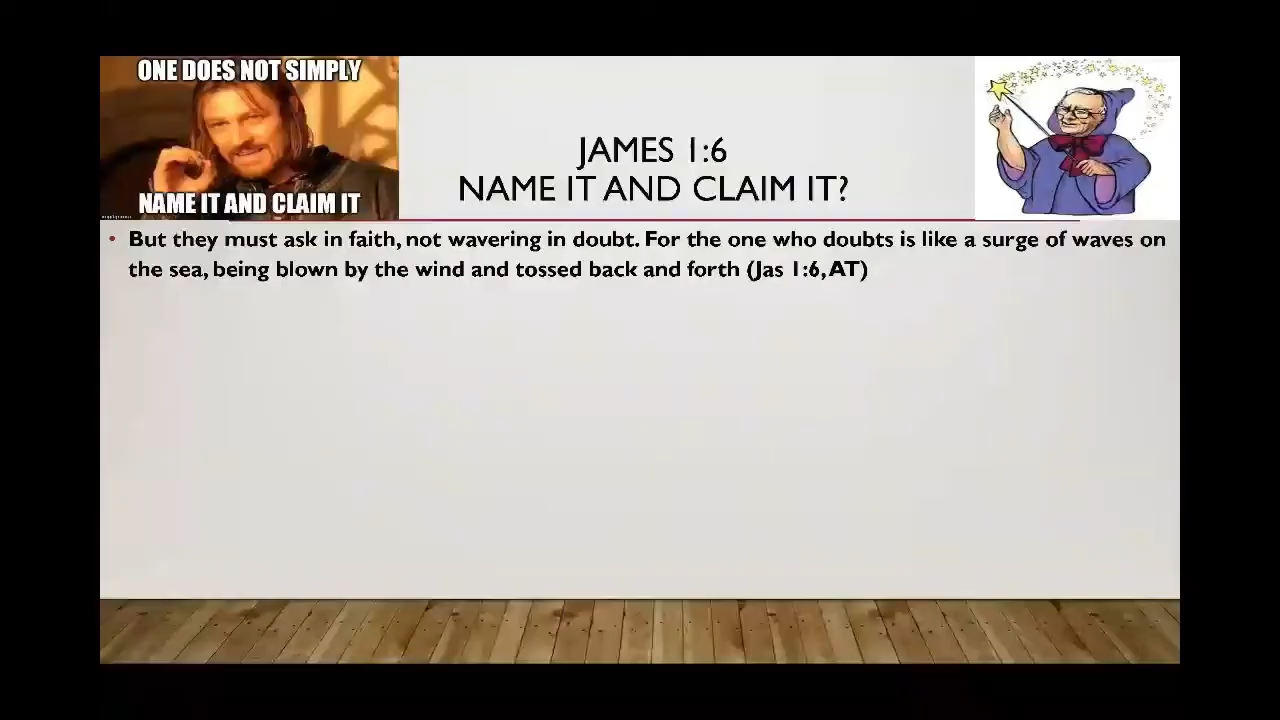 ONE DOES NOT SIMPLY
NAME IT AND CLAIM IT
JAMES 1:6
NAME IT AND CLAIM IT?
• But they must ask in faith, not wavering in doubt. For the one who doubts is like a surge of waves on
the sea, being blown by the wind and tossed back and forth (Jas 1:6, AT)